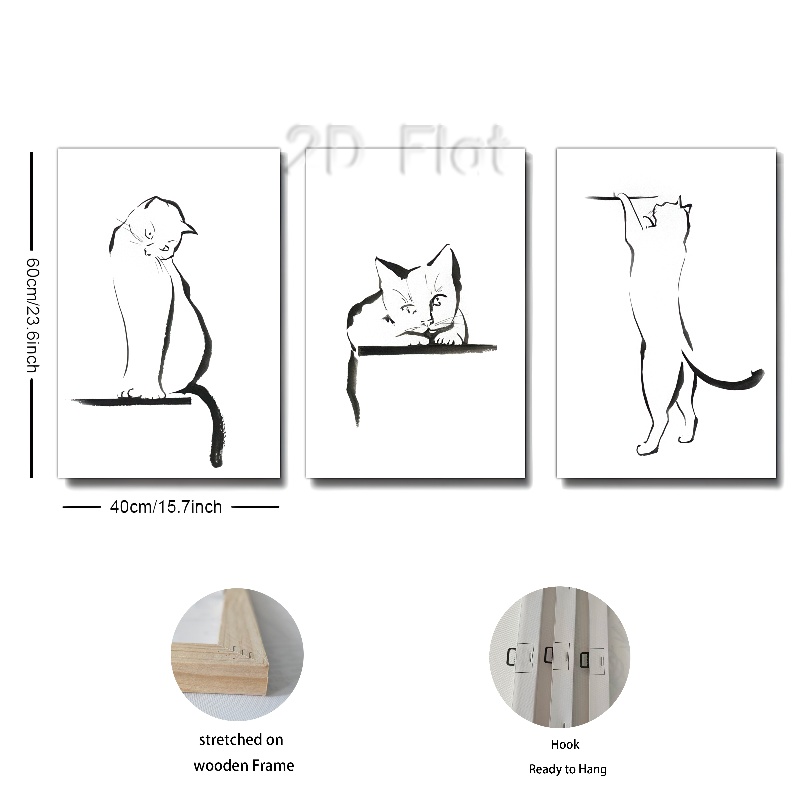 2D Flat
60cm/23.6inch
40cm/15.7inch
stretched on
wooden Frame
Hook
Ready to Hang